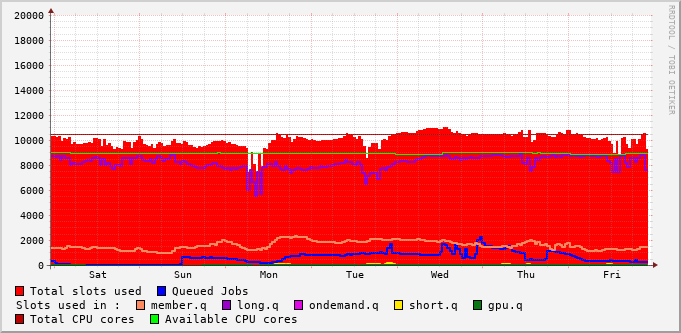 RRDTOOL / TOBI OETIKER
20000
18000
16000
14000
12000
10000
8000
6000
4000
2000
0
Sat Sun Mon Tue Wed Thu Fri
Total slots used Queued Jobs
Slots used in : member.q long.q ondemand.q short.q gpu.q
Total CPU cores Available CPU cores